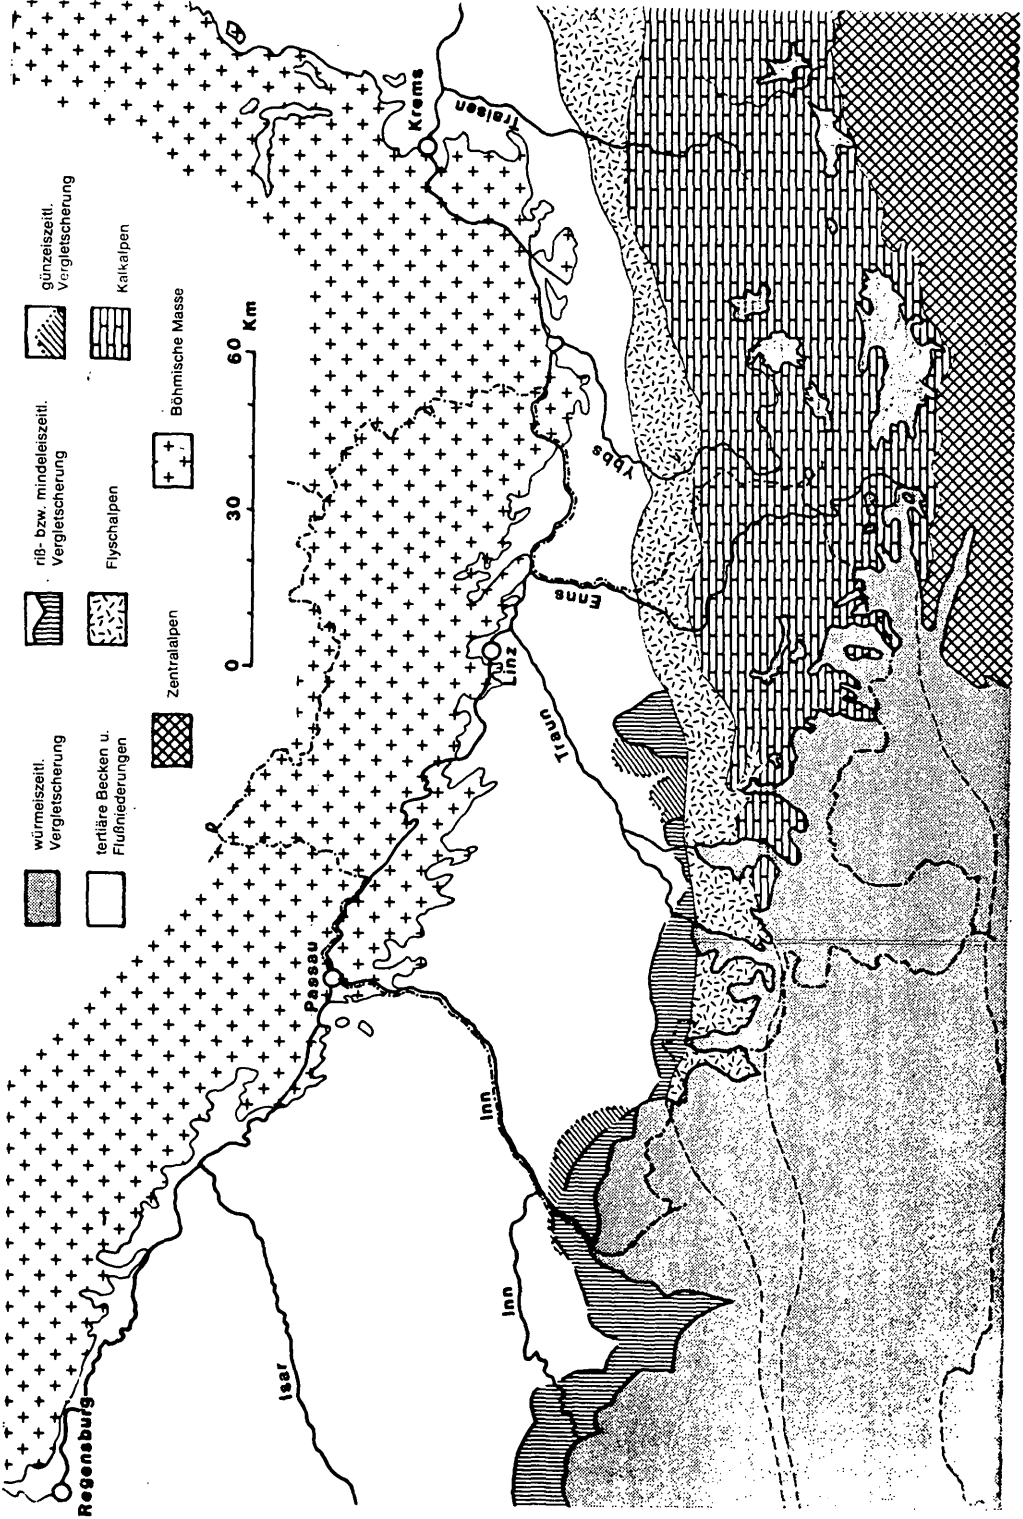 würmeiszeitl.
Vergletscherung
riß- bzw. mindeleiszeitl.
Vergletscherung
günzeiszeitl.
Vergletscherung
tertiäre Becken u.
Flußniederungen
Flyschalpen
Kalkalpen
Zentralalpen
Böhmische Masse
0 30 60 Km
Regensburg
Passau
Linz
Krems
Isar
Inn
Inn
Traun
Enns
Ybbs
Traisen